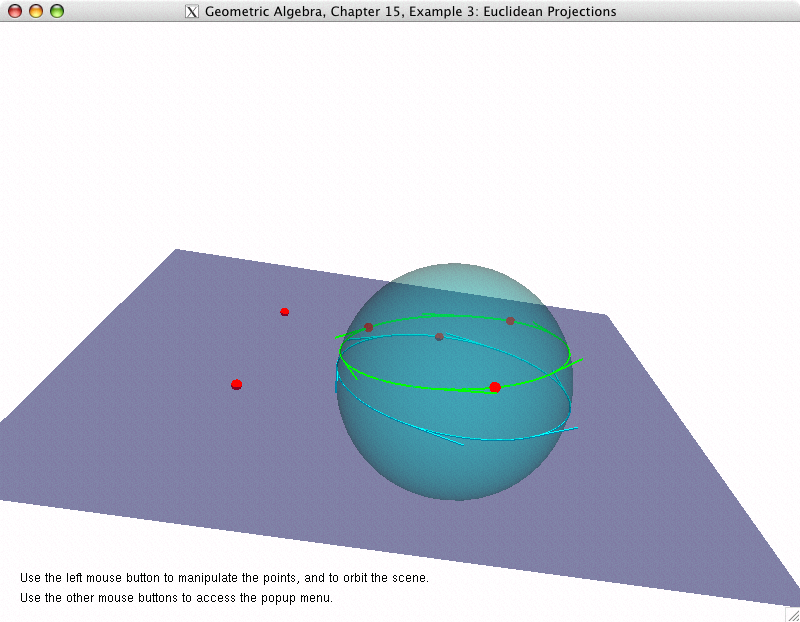 Geometric Algebra, Chapter 15, Example 3: Euclidean Projections
Use the left mouse button to manipulate the points, and to orbit the scene.
Use the other mouse buttons to access the popup menu.